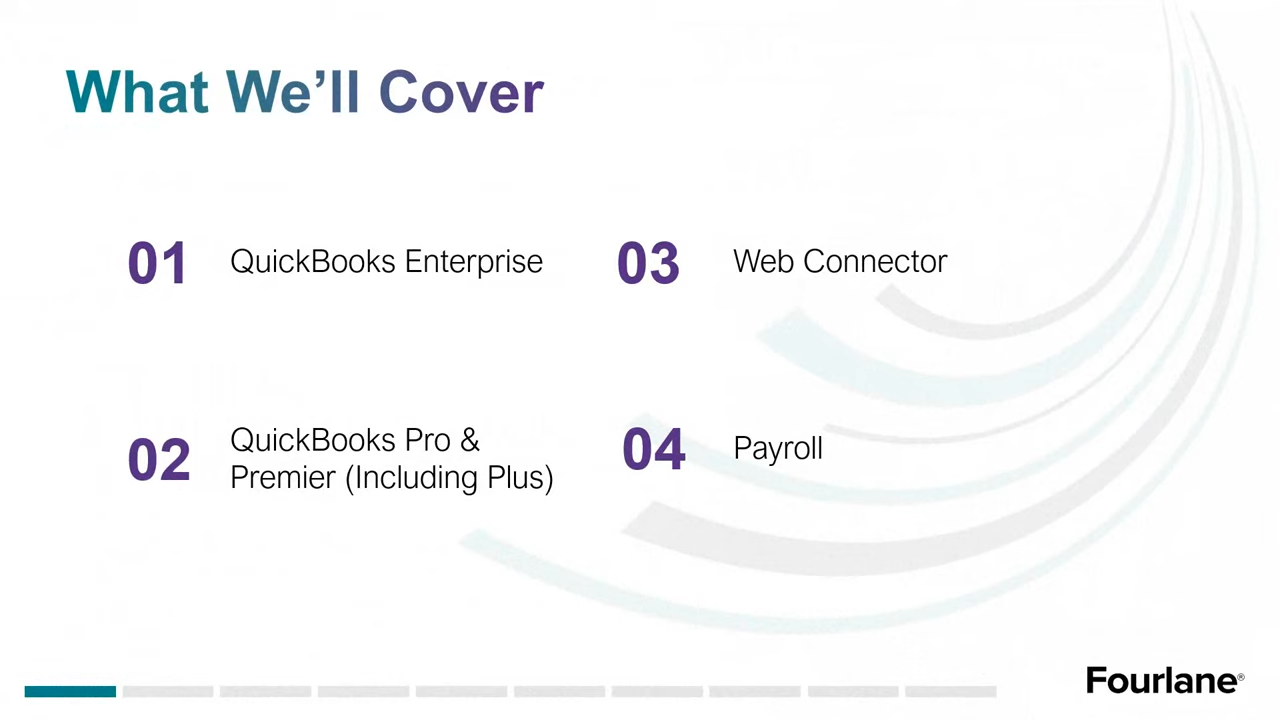 What We’ll Cover
01 QuickBooks Enterprise
02 QuickBooks Pro &
Premier (Including Plus)
03 Web Connector
04 Payroll
Fourlane®